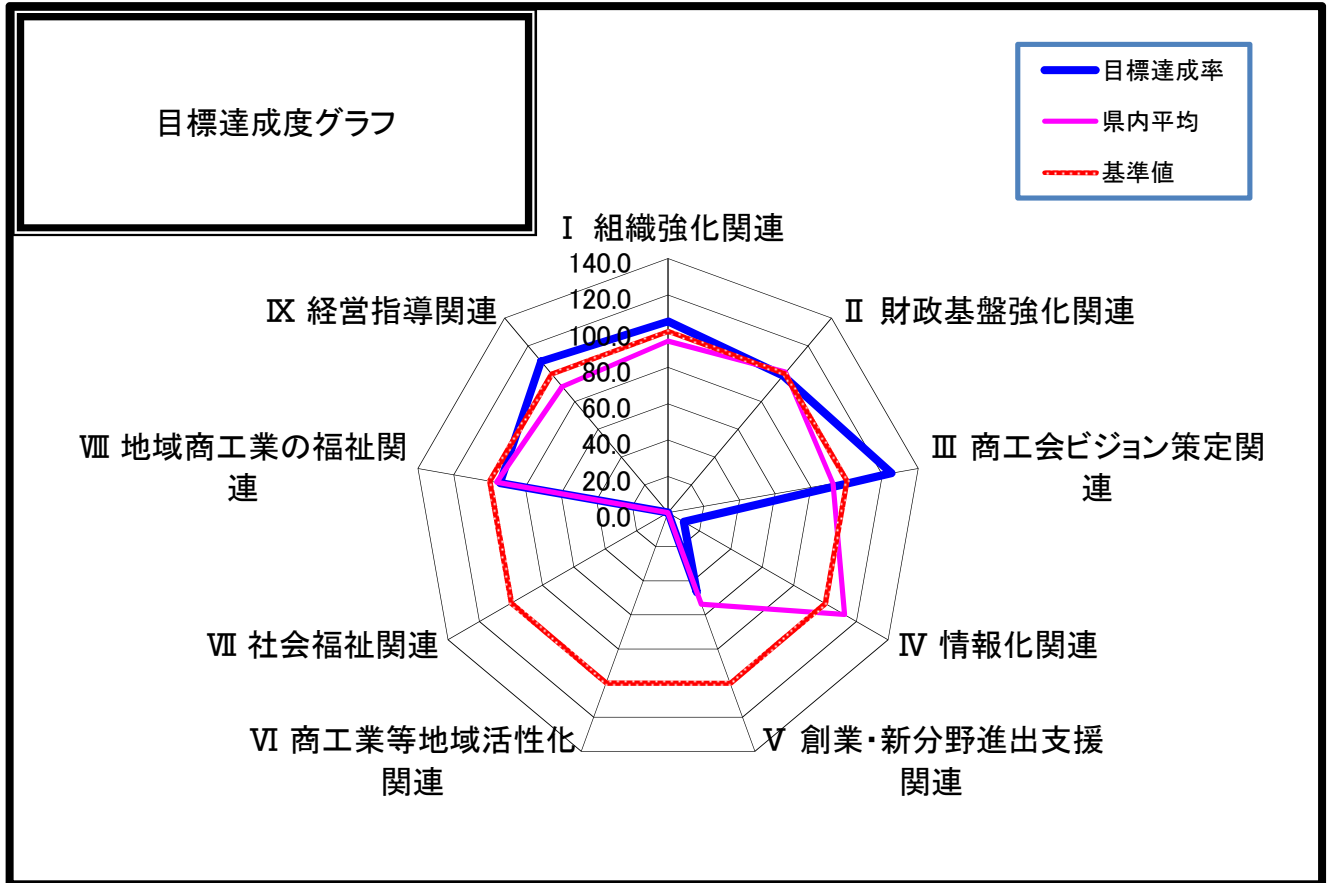 目標達成度グラフ
目標達成率
県内平均
基準値
Ⅰ 組織強化関連
Ⅱ 財政基盤強化関連
Ⅲ 商工会ビジョン策定関
連
Ⅳ 情報化関連
Ⅴ 創業・新分野進出支援
関連
Ⅵ 商工業等地域活性化
関連
Ⅶ 社会福祉関連
Ⅷ 地域商工業の福祉関
連
Ⅸ 経営指導関連
140.0
120.0
100.0
80.0
60.0
40.0
20.0
0.0